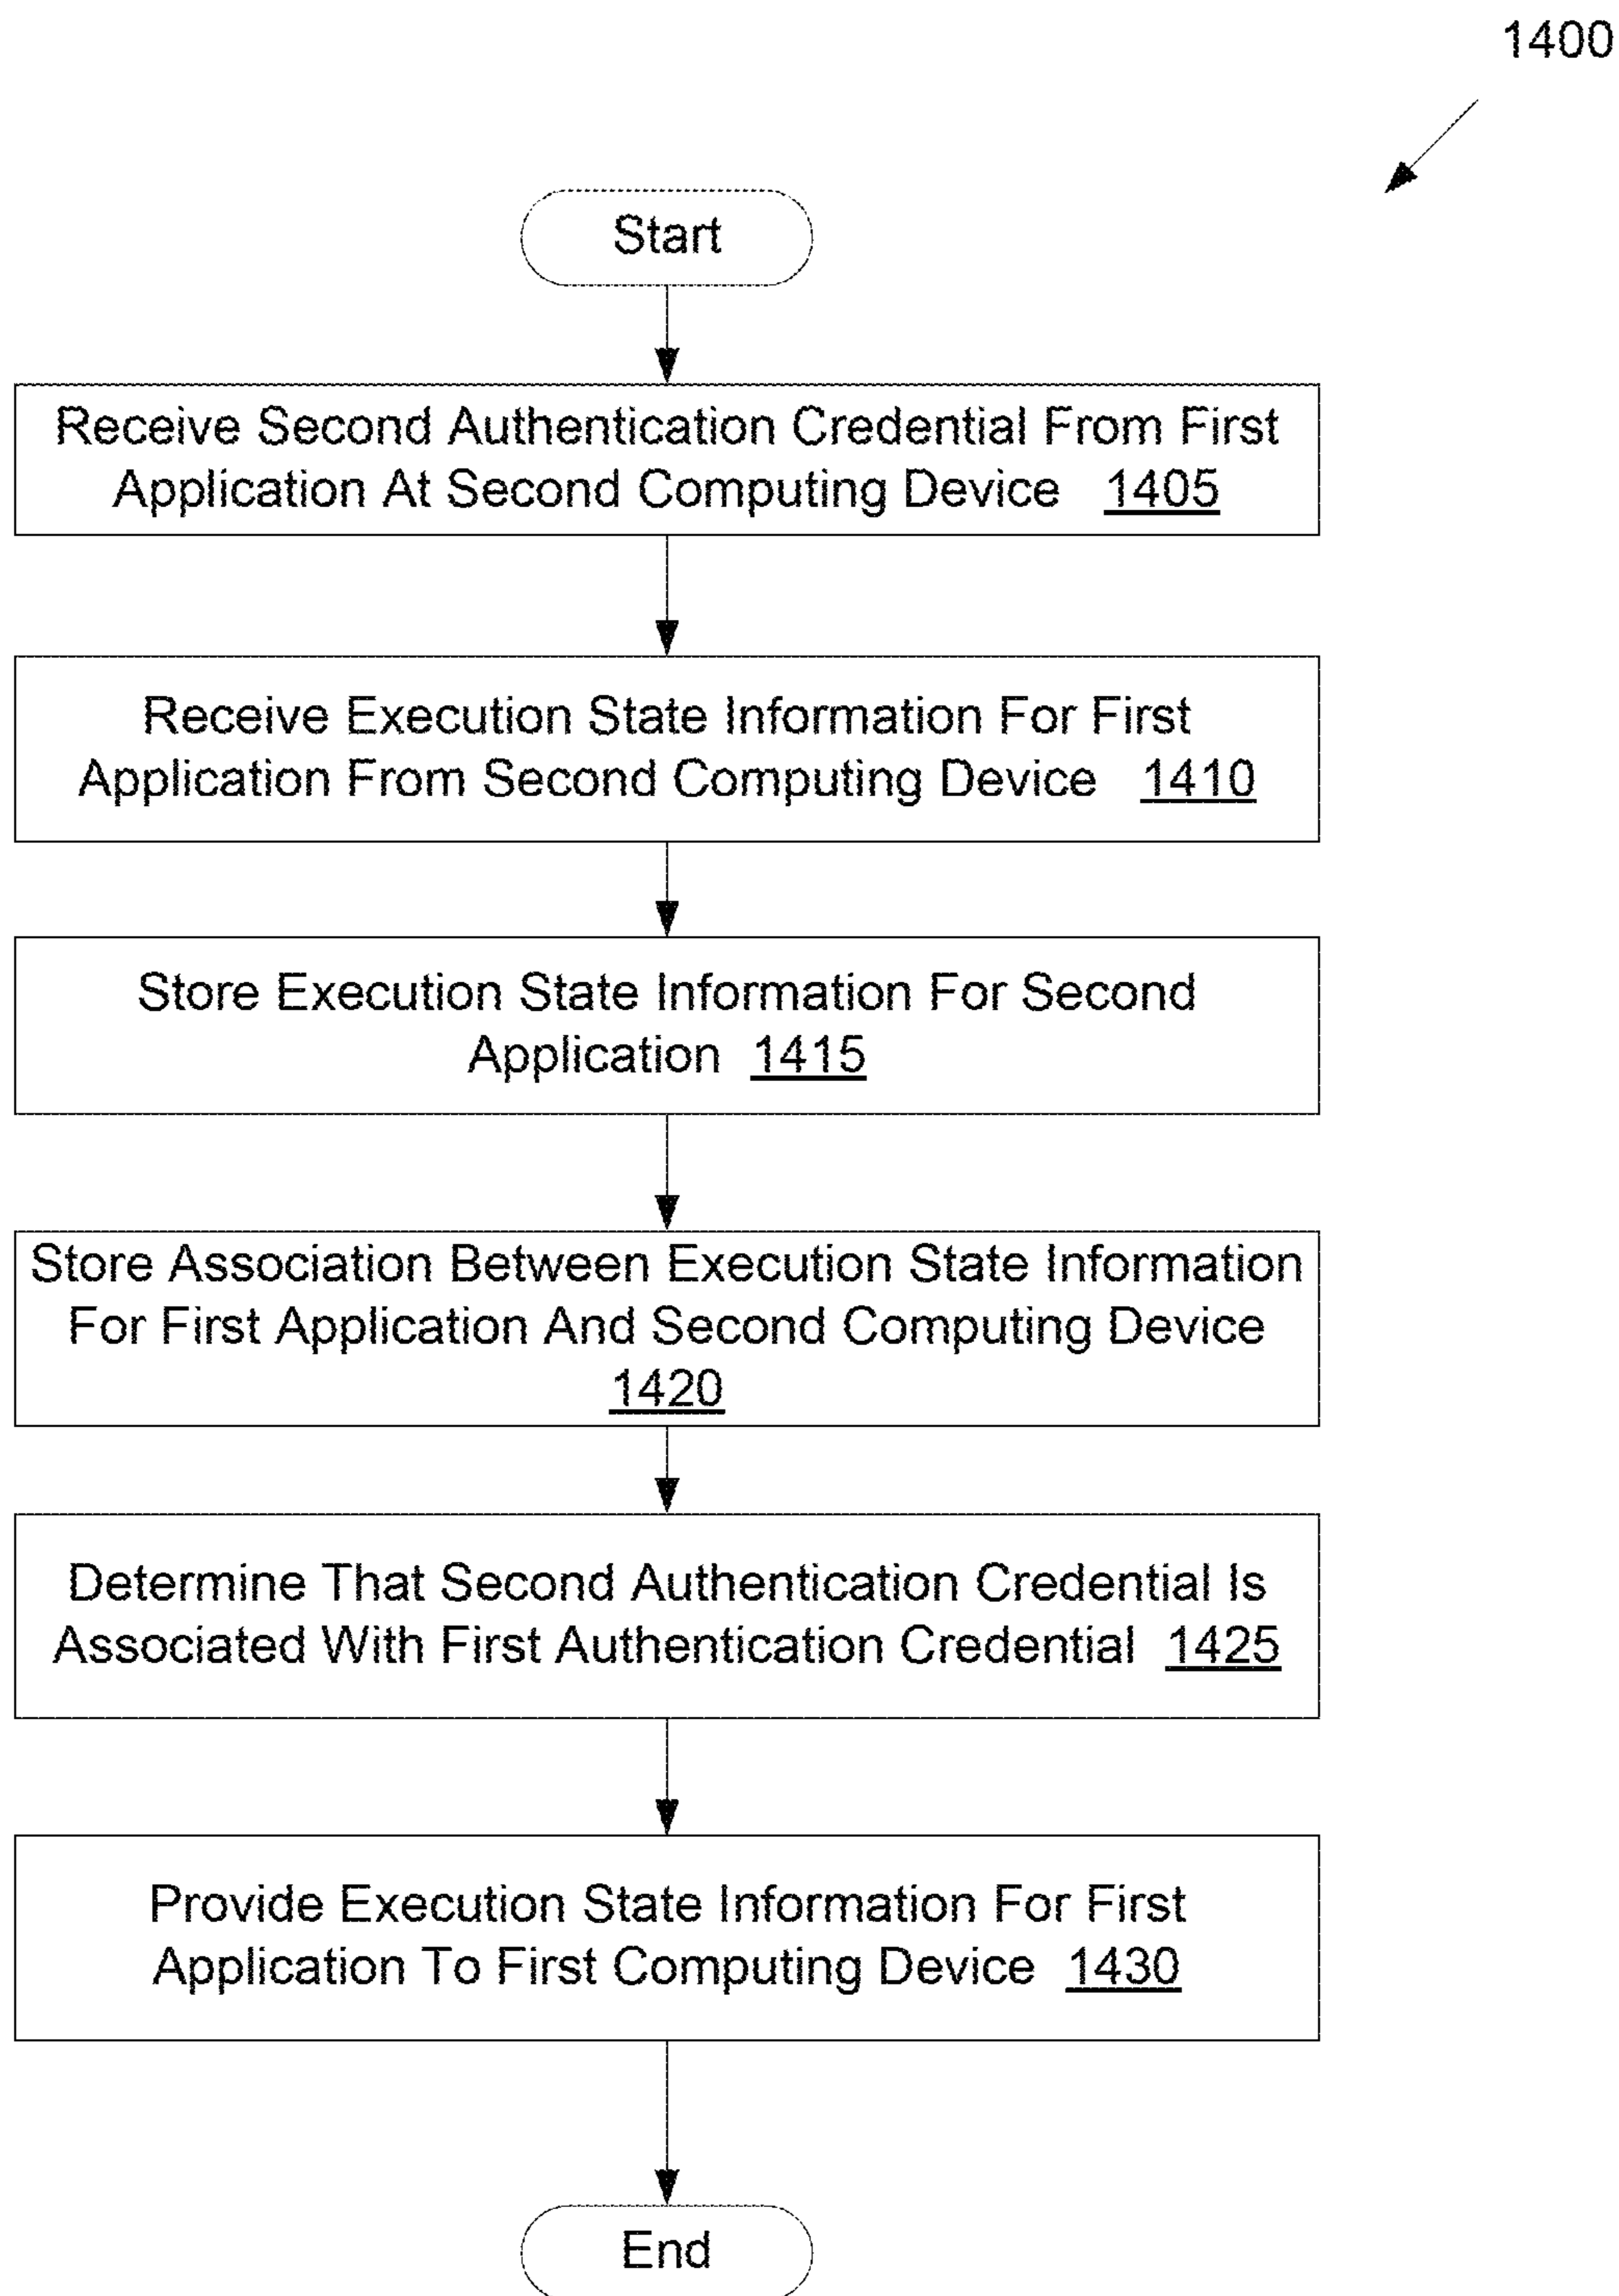 1400
Start
Receive Second Authentication Credential From First
Application At Second Computing Device 1405
Receive Execution State Information For First
Application From Second Computing Device 1410
Store Execution State Information For Second
Application 1415
Store Association Between Execution State Information
For First Application And Second Computing Device
1420
Determine That Second Authentication Credential Is
Associated With First Authentication Credential 1425
Provide Execution State Information For First
Application To First Computing Device 1430
End